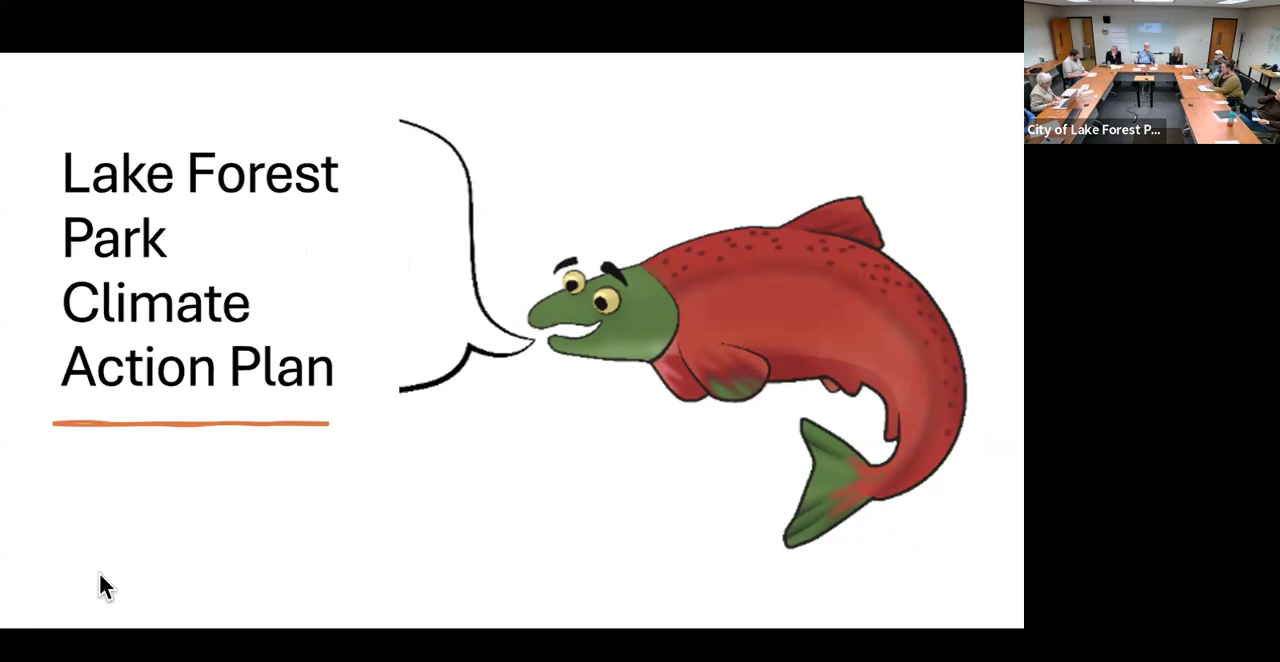 Lake Forest
Park
Climate
Action Plan
City of Lake Forest P...